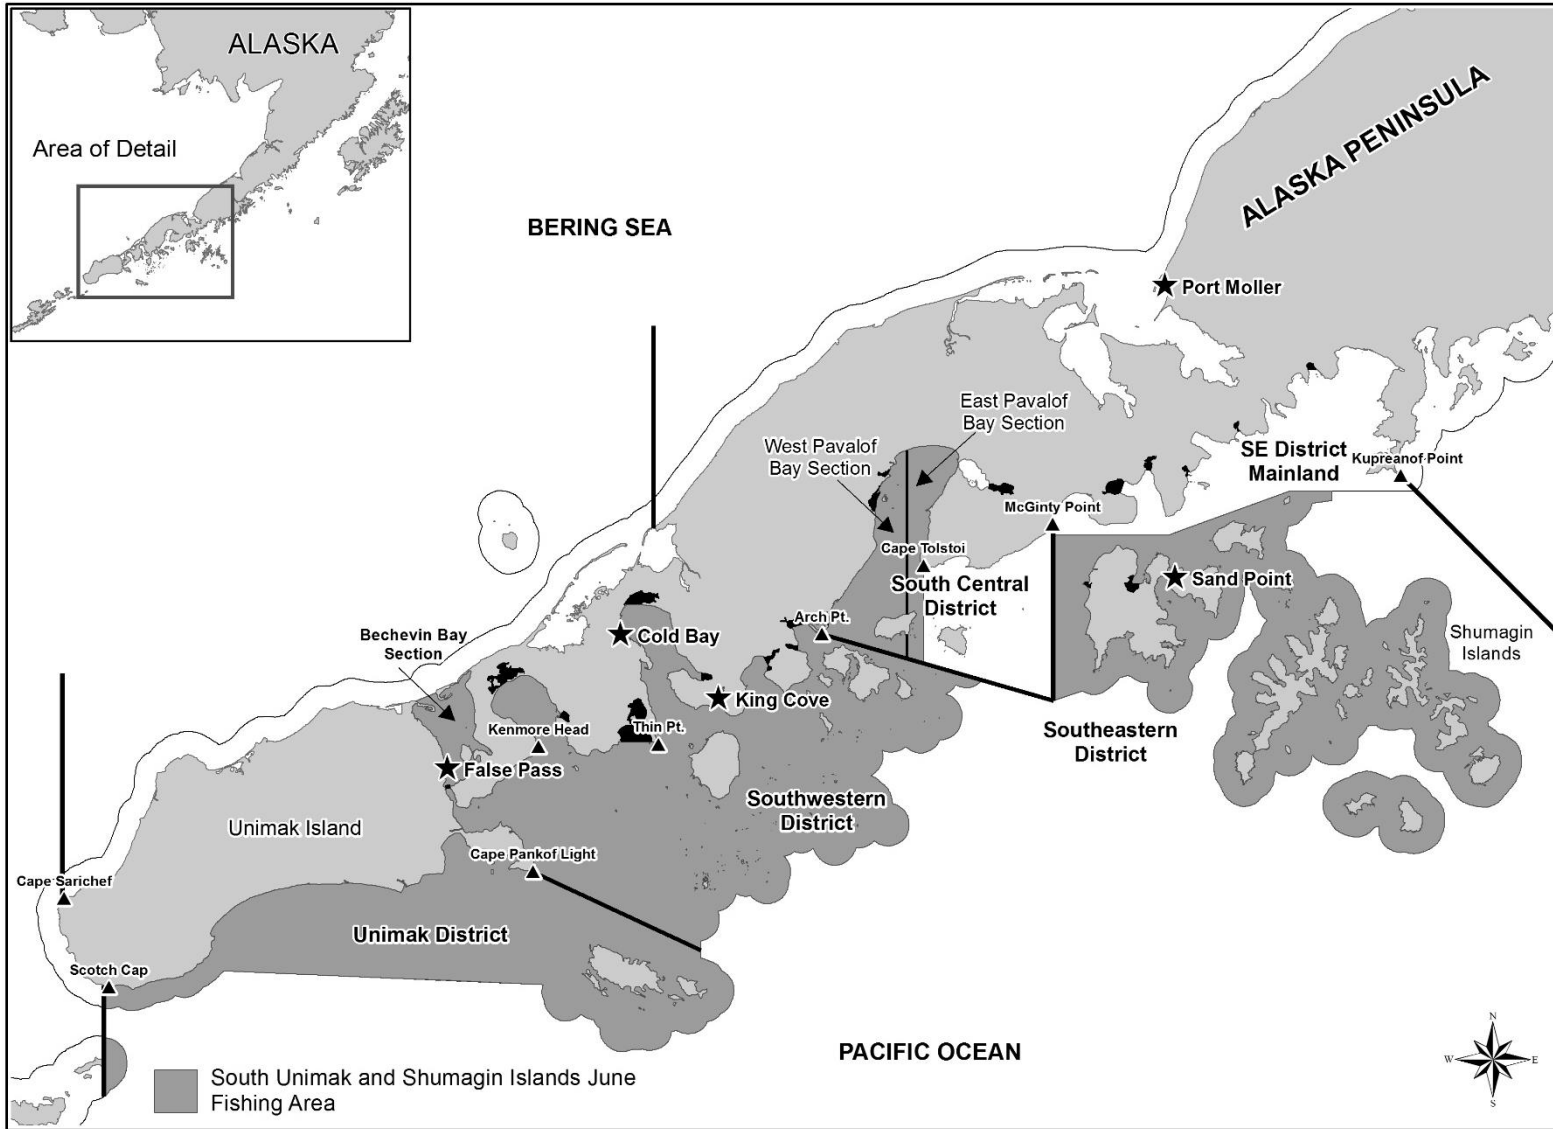 ALASKA
Area of Detail
BERING SEA
ALASKA PENINSULA
Port Moller
East Pavalof
Bay Section
West Pavalof
Bay Section
SE District
Mainland
Kupreanof Point
McGinty Point
Cape Tolstoi
South Central
District
Sand Point
Arch Pt.
Shumagin
Islands
Bechevin Bay
Section
Cold Bay
King Cove
Kenmore Head
Thin Pt.
Southeastern
District
False Pass
Southwestern
District
Unimak Island
Cape Pankof Light
Cape Sarichef
Unimak District
Scotch Cap
PACIFIC OCEAN
N
W
E
S
South Unimak and Shumagin Islands June
Fishing Area